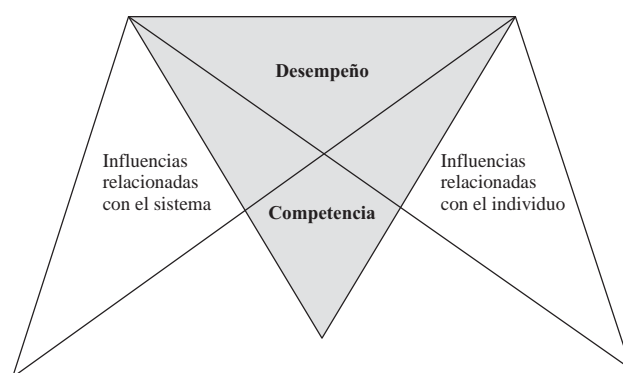 Desempeño
Influencias
relacionadas
con el sistema
Competencia
Influencias
relacionadas
con el individuo